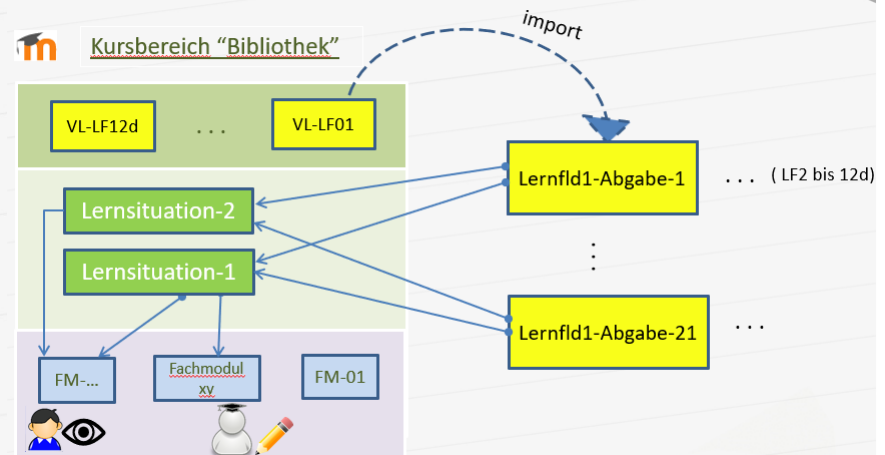 import
Kursbereich “Bibliothek”
VL-LF12d
. . .
VL-LF01
Lernfld1-Abgabe-1
. . . ( LF2 bis 12d)
Lernsituation-2
Lernsituation-1
Lernfld1-Abgabe-21
. . .
FM-...
Fachmodul
xy
FM-01